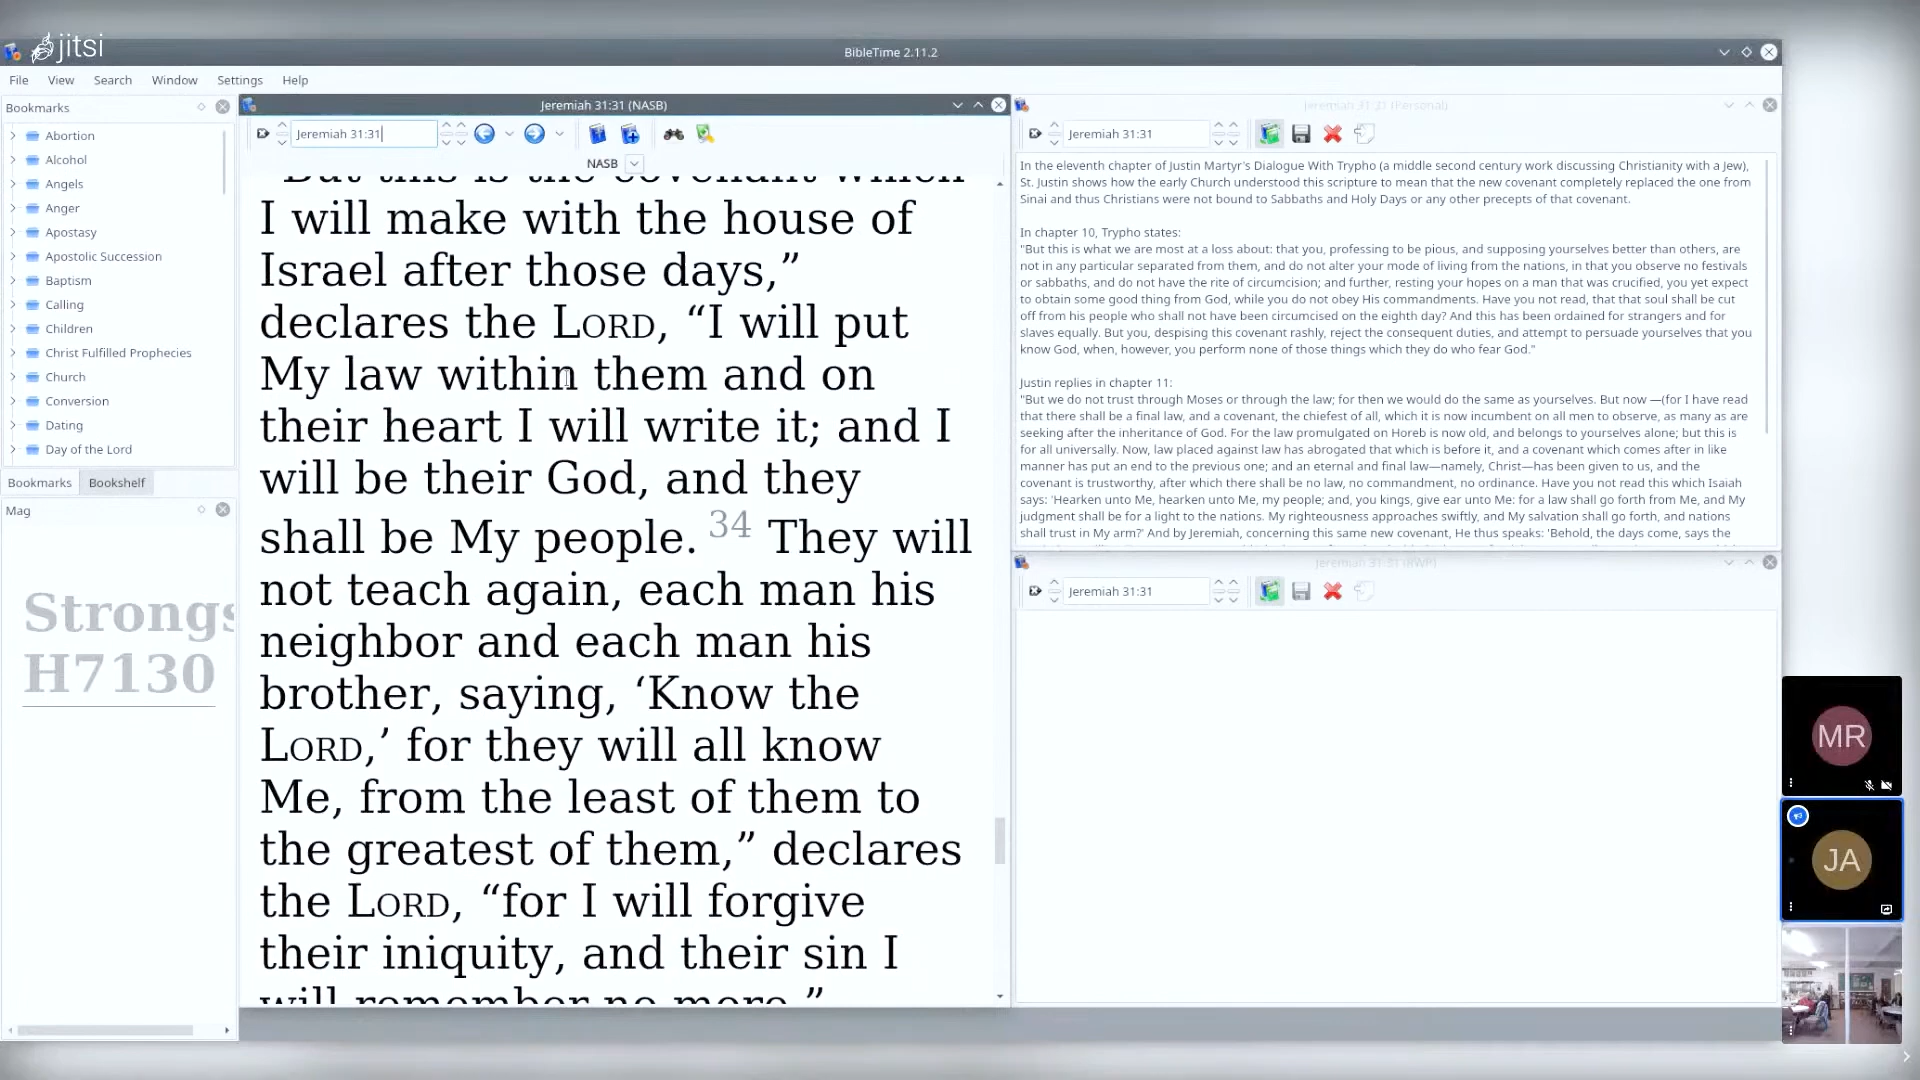 jitsi
BibleTime 2.11.2
File View Search Window Settings Help
Bookmarks
Abortion
Alcohol
Angels
Anger
Apostasy
Apostolic Succession
Baptism
Calling
Children
Christ Fulfilled Prophecies
Church
Conversion
Dating
Day of the Lord
Bookmarks Bookshelf
Mag
Strongs
H7130
Jeremiah 31:31 (NASB)
Jeremiah 31:31
NASB
"But this is the covenant which
I will make with the house of
Israel after those days,”
declares the LORD, “I will put
My law within them and on
their heart I will write it; and I
will be their God, and they
shall be My people. 34 They will
not teach again, each man his
neighbor and each man his
brother, saying, ‘Know the
LORD,’ for they will all know
Me, from the least of them to
the greatest of them,” declares
the LORD, “for I will forgive
their iniquity, and their sin I
will remember no more.”
Jeremiah 31:31 (Personal)
Jeremiah 31:31
In the eleventh chapter of Justin Martyr's Dialogue With Trypho (a middle second century work discussing Christianity with a Jew),
St. Justin shows how the early Church understood this scripture to mean that the new covenant completely replaced the one from
Sinai and thus Christians were not bound to Sabbaths and Holy Days or any other precepts of that covenant.
In chapter 10, Trypho states:
"But this is what we are most at a loss about: that you, professing to be pious, and supposing yourselves better than others, are
not in any particular separated from them, and do not alter your mode of living from the nations, in that you observe no festivals
or sabbaths, and do not have the rite of circumcision; and further, resting your hopes on a man that was crucified, you yet expect
to obtain some good thing from God, while you do not obey His commandments. Have you not read, that that soul shall be cut
off from his people who shall not have been circumcised on the eighth day? And this has been ordained for strangers and for
slaves equally. But you, despising this covenant rashly, reject the consequent duties, and attempt to persuade yourselves that you
know God, when, however, you perform none of those things which they do who fear God."
Justin replies in chapter 11:
"But we do not trust through Moses or through the law; for then we would do the same as yourselves. But now —(for I have read
that there shall be a final law, and a covenant, the chiefest of all, which it is now incumbent on all men to observe, as many as are
seeking after the inheritance of God. For the law promulgated on Horeb is now old, and belongs to yourselves alone; but this is
for all universally. Now, law placed against law has abrogated that which is before it, and a covenant which comes after in like
manner has put an end to the previous one; and an eternal and final law—namely, Christ—has been given to us, and the
covenant is trustworthy, after which there shall be no law, no commandment, no ordinance. Have you not read this which Isaiah
says: 'Hearken unto Me, hearken unto Me, my people; and, you kings, give ear unto Me: for a law shall go forth from Me, and My
judgment shall be for a light to the nations. My righteousness approaches swiftly, and My salvation shall go forth, and nations
shall trust in My arm?' And by Jeremiah, concerning this same new covenant, He thus speaks: 'Behold, the days come, says the
Jeremiah 31:31 (RWP)
Jeremiah 31:31
MR
JA